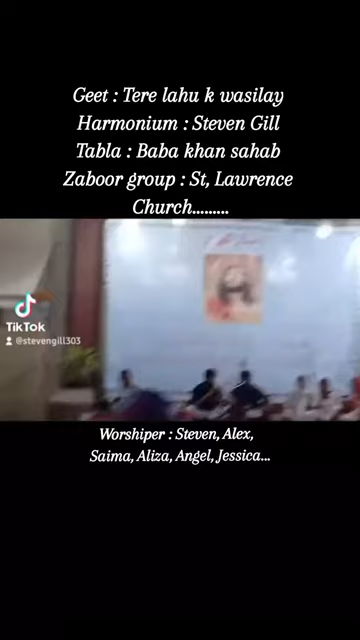 Geet : Tere lahu k wasilay
Harmonium : Steven Gill
Tabla : Baba khan sahab
Zaboor group : St, Lawrence
Church.........
TikTok
@stevengill303
Worshiper : Steven, Alex,
Saima, Aliza, Angel, Jessica...